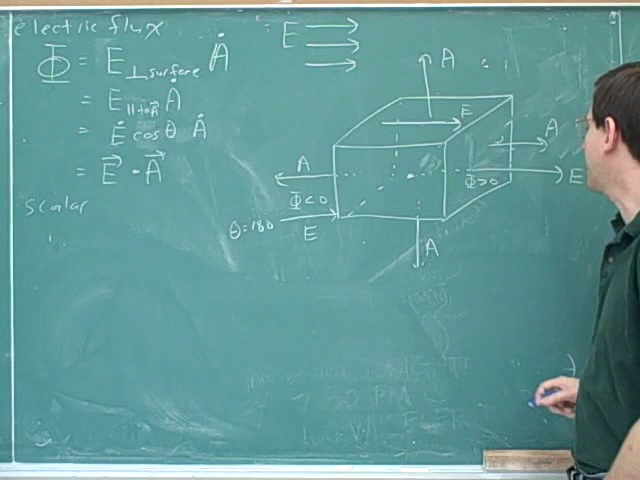 electric flux
Φ = E⊥surface A
= E || to A⃗ A
= E cos θ A
= E⃗ • A⃗
scalar
E
A
E
A
A
Φ<0
Φ>0
E
θ=180
E
A